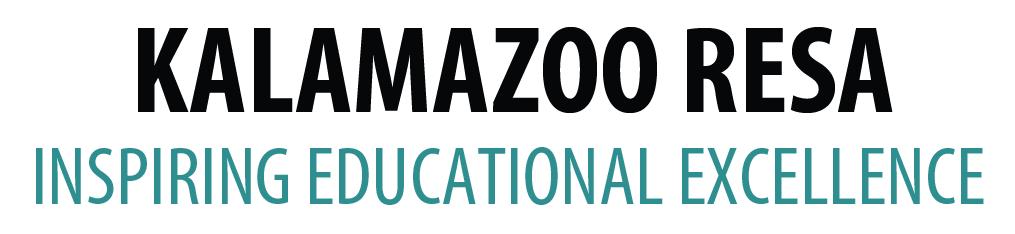 KALAMAZOO RESA
INSPIRING EDUCATIONAL EXCELLENCE